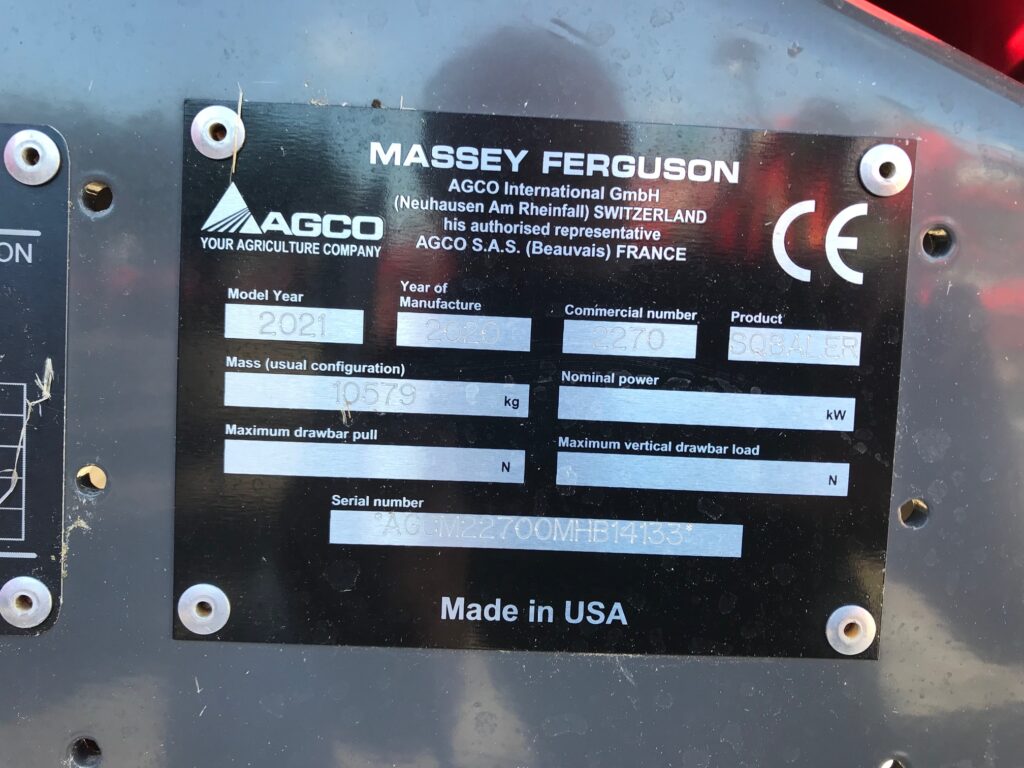 ON
MASSEY FERGUSON
AGCO International GmbH
(Neuhausen Am Rheinfall) SWITZERLAND
his authorised representative
AGCO S.A.S. (Beauvais) FRANCE
AGCO
YOUR AGRICULTURE COMPANY
CE
Model Year
2021
Year of
Manufacture
2020
Commercial number
2270
Product
SQBALER
Mass (usual configuration)
10579 kg
Nominal power
kW
Maximum drawbar pull
N
Maximum vertical drawbar load
N
Serial number
*AGCM22700MHB14133*
Made in USA